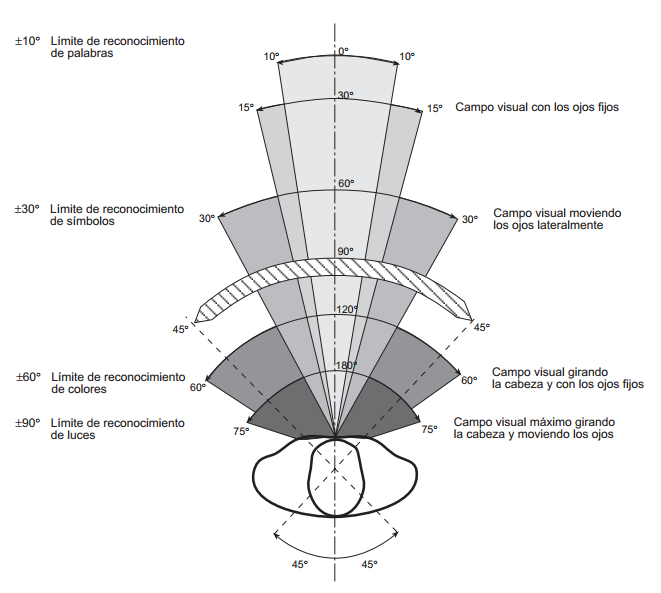 ±10° Límite de reconocimiento
de palabras
10°
0°
10°
30°
15°
15°
Campo visual con los ojos fijos
60°
±30° Límite de reconocimiento
de símbolos
30°
30°
Campo visual moviendo
los ojos lateralmente
90°
120°
45°
45°
180°
±60° Límite de reconocimiento
de colores
60°
60°
Campo visual girando
la cabeza y con los ojos fijos
±90° Límite de reconocimiento
de luces
75°
75°
Campo visual máximo girando
la cabeza y moviendo los ojos
45°
45°